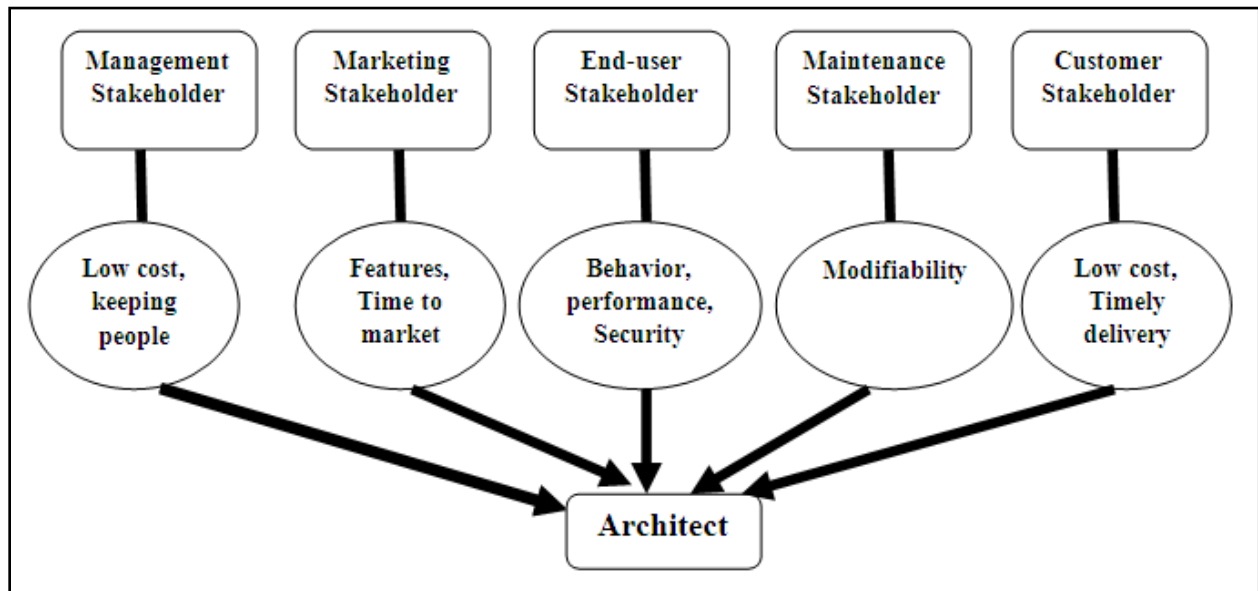 Management
Stakeholder
Marketing
Stakeholder
End-user
Stakeholder
Maintenance
Stakeholder
Customer
Stakeholder
Low cost,
keeping
people
Features,
Time to
market
Behavior,
performance,
Security
Modifiability
Low cost,
Timely
delivery
Architect